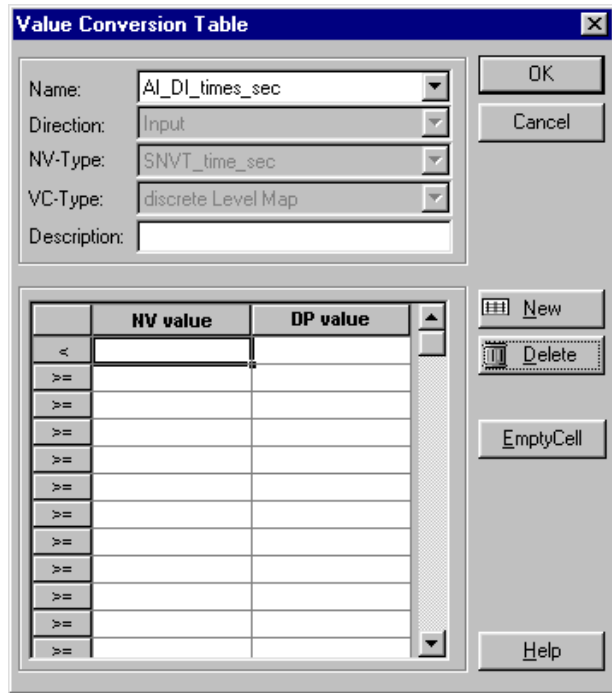 Value Conversion Table
Name: AI_DI_times_sec
OK
Direction: Input
Cancel
NV-Type: SNVT_time_sec
VC-Type: discrete Level Map
Description:
NV value DP value
New
<
Delete
>=
>=
>=
EmptyCell
>=
>=
>=
>=
>=
>=
>=
>=
Help